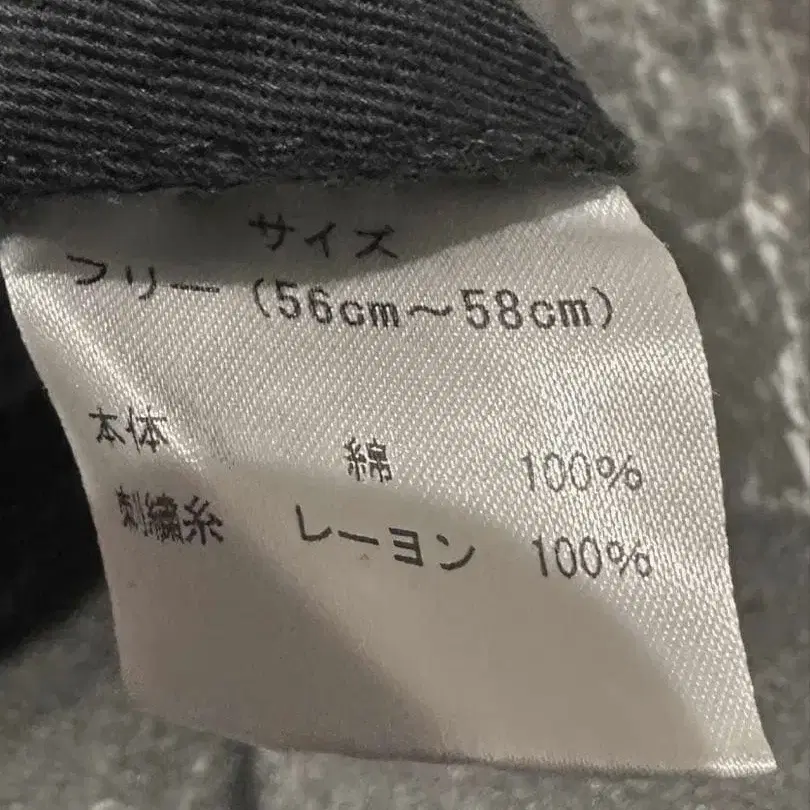 サイズ
フリー (56cm～58cm)
本体 綿 100%
刺繍糸 レーヨン 100%